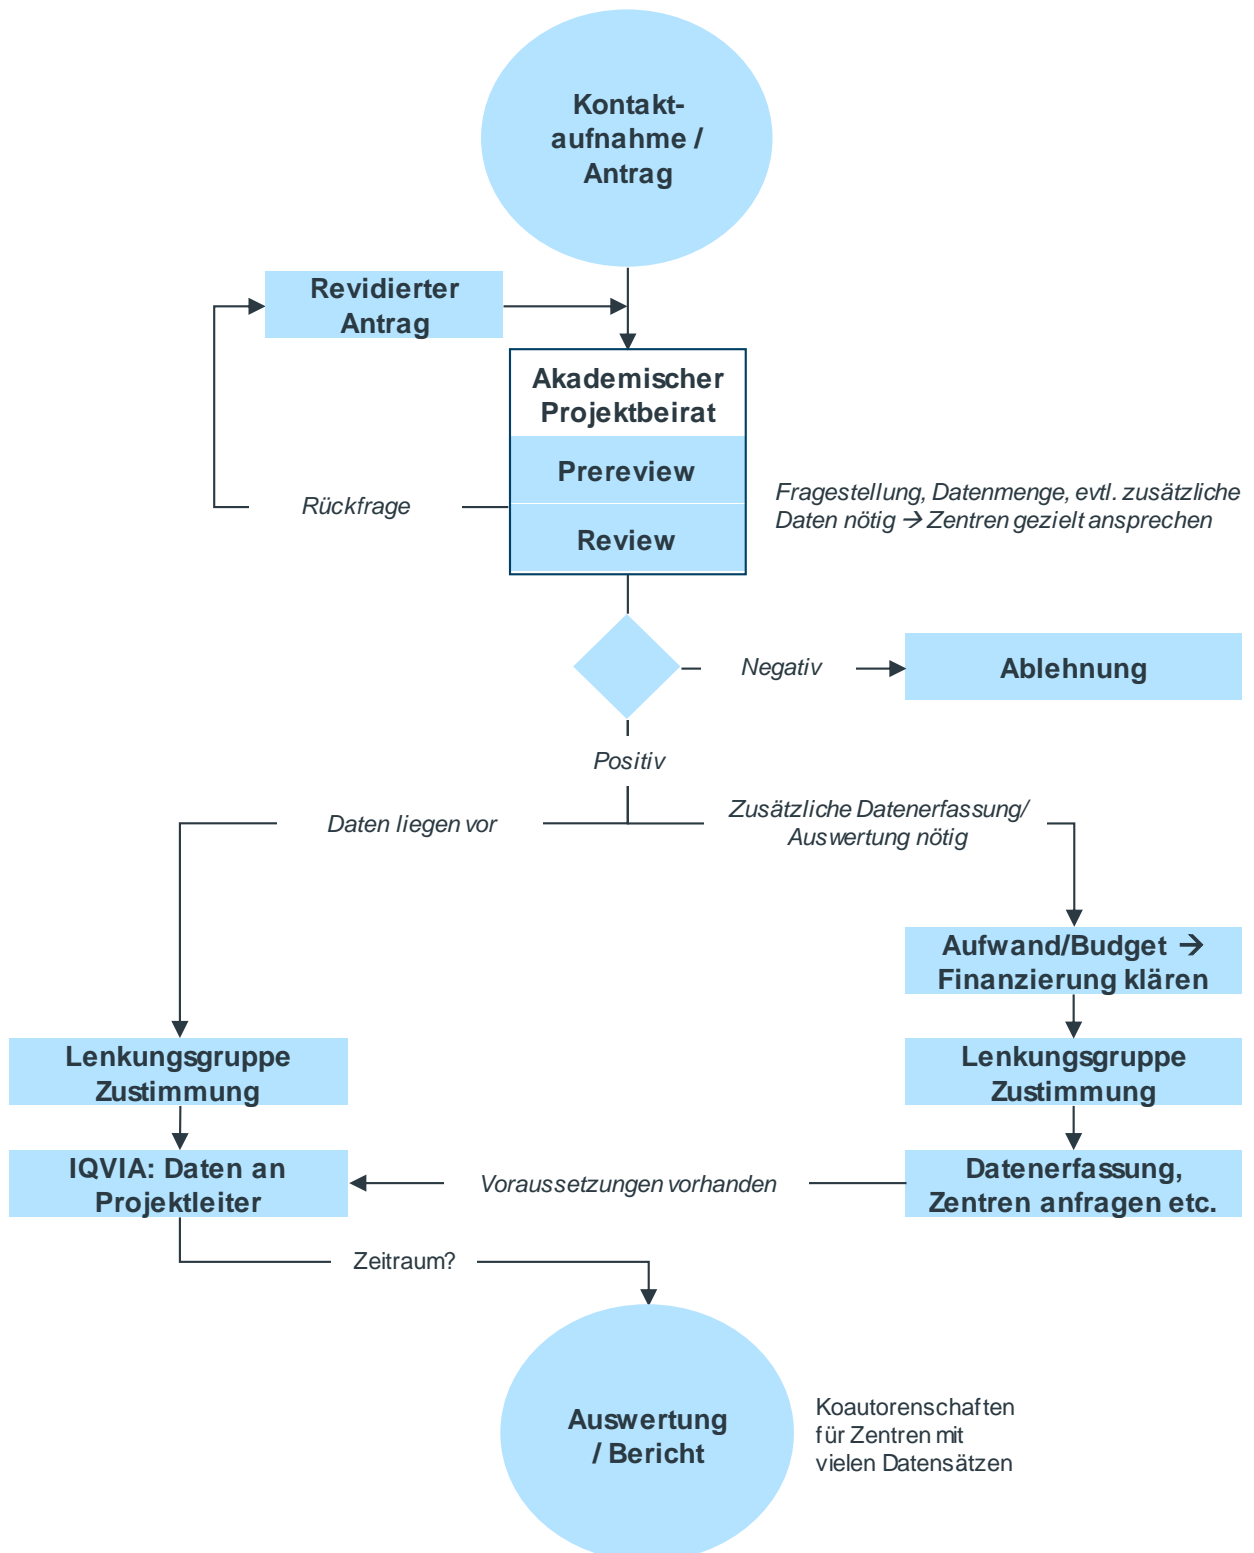 Kontakt-
aufnahme /
Antrag
Revidierter
Antrag
Akademischer
Projektbeirat
Prereview
Rückfrage
Fragestellung, Datenmenge, evtl. zusätzliche
Daten nötig → Zentren gezielt ansprechen
Review
Negativ
Ablehnung
Positiv
Daten liegen vor
Zusätzliche Datenerfassung/
Auswertung nötig
Aufwand/Budget →
Finanzierung klären
Lenkungsgruppe
Zustimmung
Lenkungsgruppe
Zustimmung
IQVIA: Daten an
Projektleiter
Voraussetzungen vorhanden
Datenerfassung,
Zentren anfragen etc.
Zeitraum?
Auswertung
/ Bericht
Koautorenschaften
für Zentren mit
vielen Datensätzen